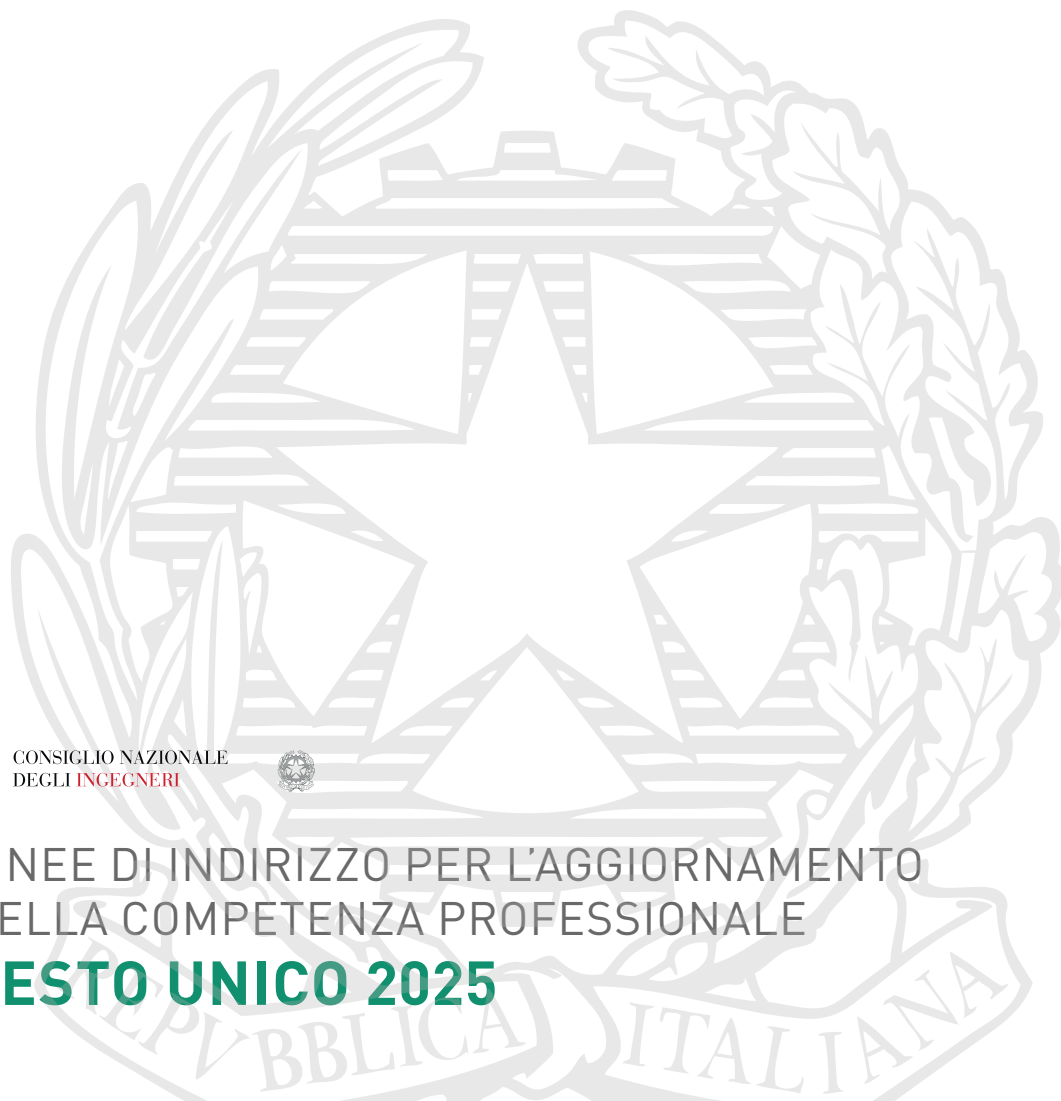 CONSIGLIO NAZIONALE
DEGLI INGEGNERI
NEE DI INDIRIZZO PER L'AGGIORNAMENTO
ELLA COMPETENZA PROFESSIONALE
ESTO UNICO 2025
REPVBBLICA ITALIANA